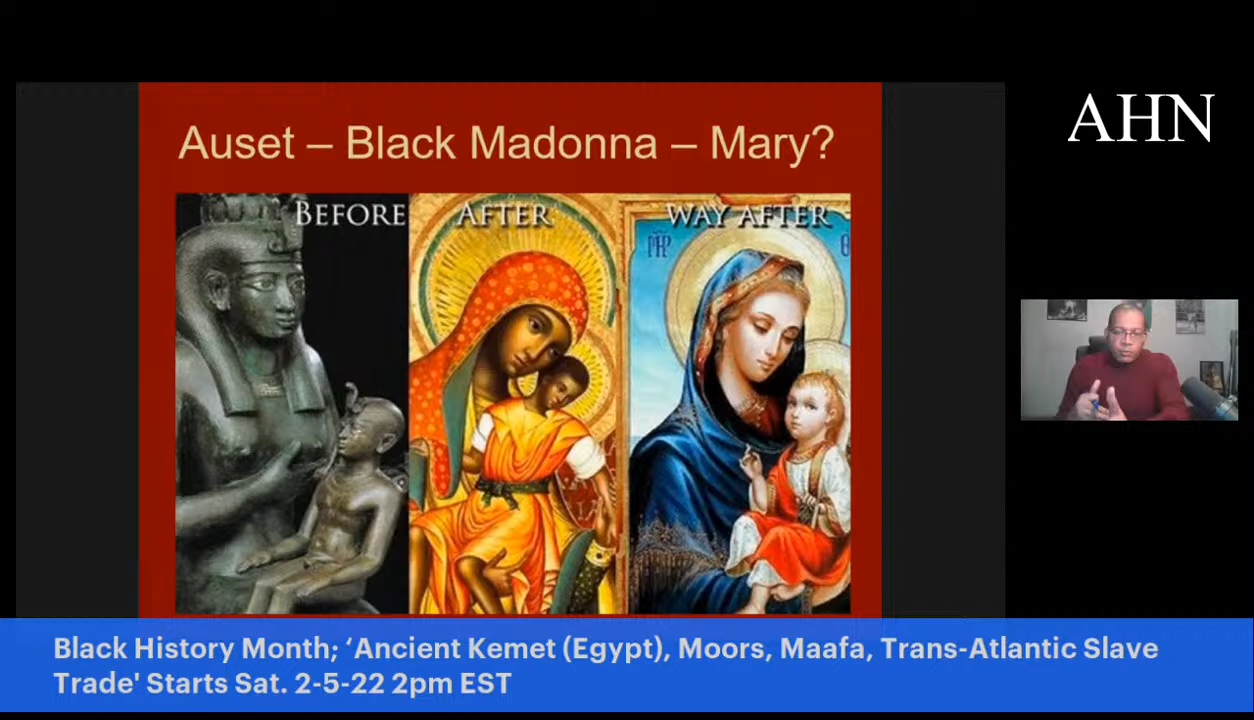 AHN
Auset – Black Madonna – Mary?
BEFORE
AFTER
WAY AFTER
Black History Month; ‘Ancient Kemet (Egypt), Moors, Maafa, Trans-Atlantic Slave
Trade' Starts Sat. 2-5-22 2pm EST